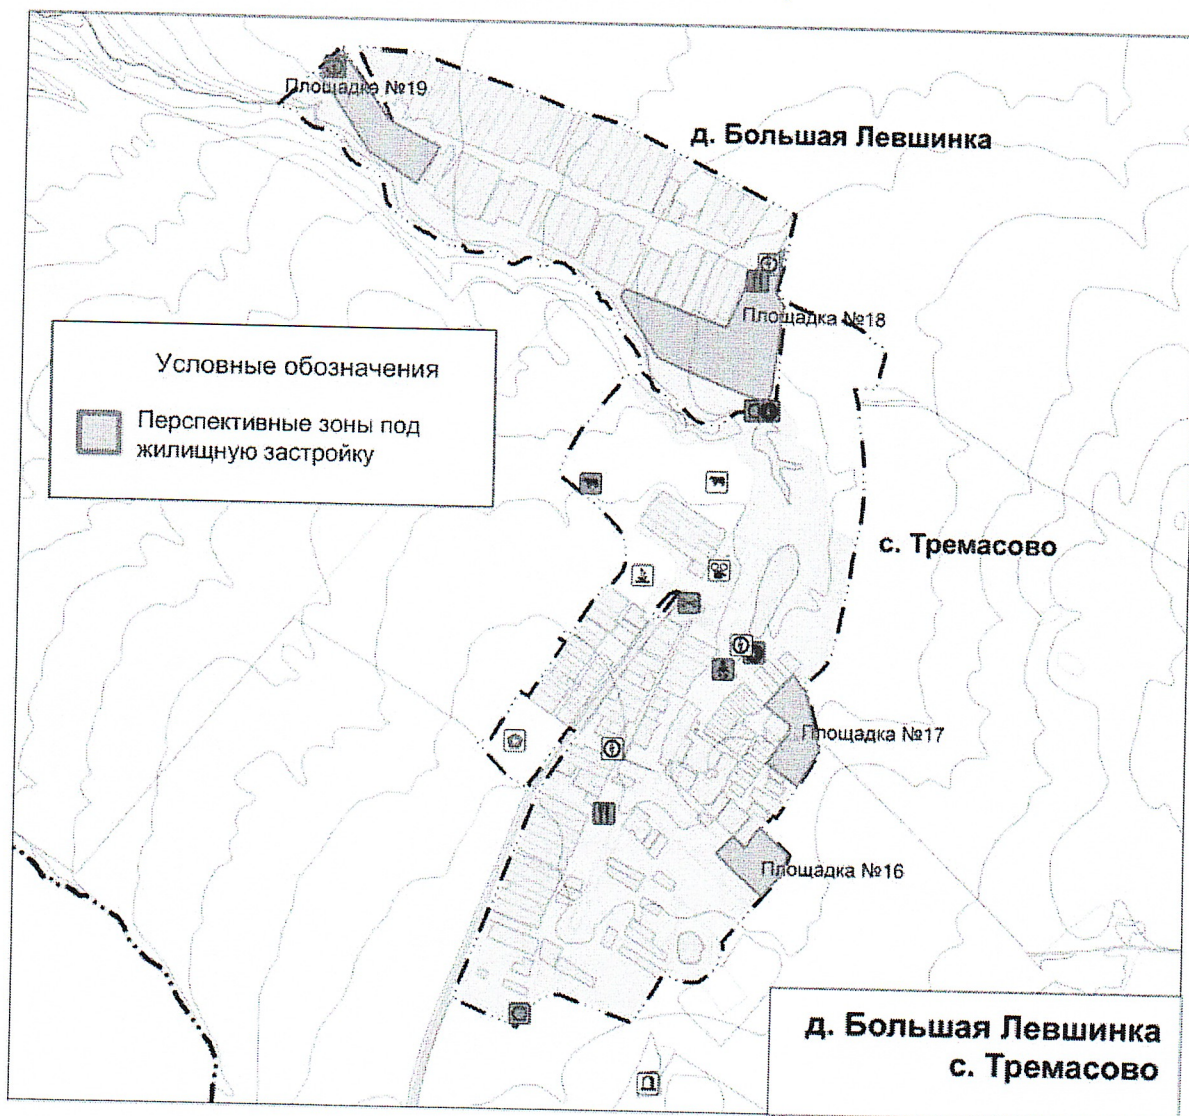 Площадка №19
д. Большая Левшинка
Площадка №18
Условные обозначения
Перспективные зоны под
жилищную застройку
с. Тремасово
Площадка №17
Площадка №16
д. Большая Левшинка
с. Тремасово